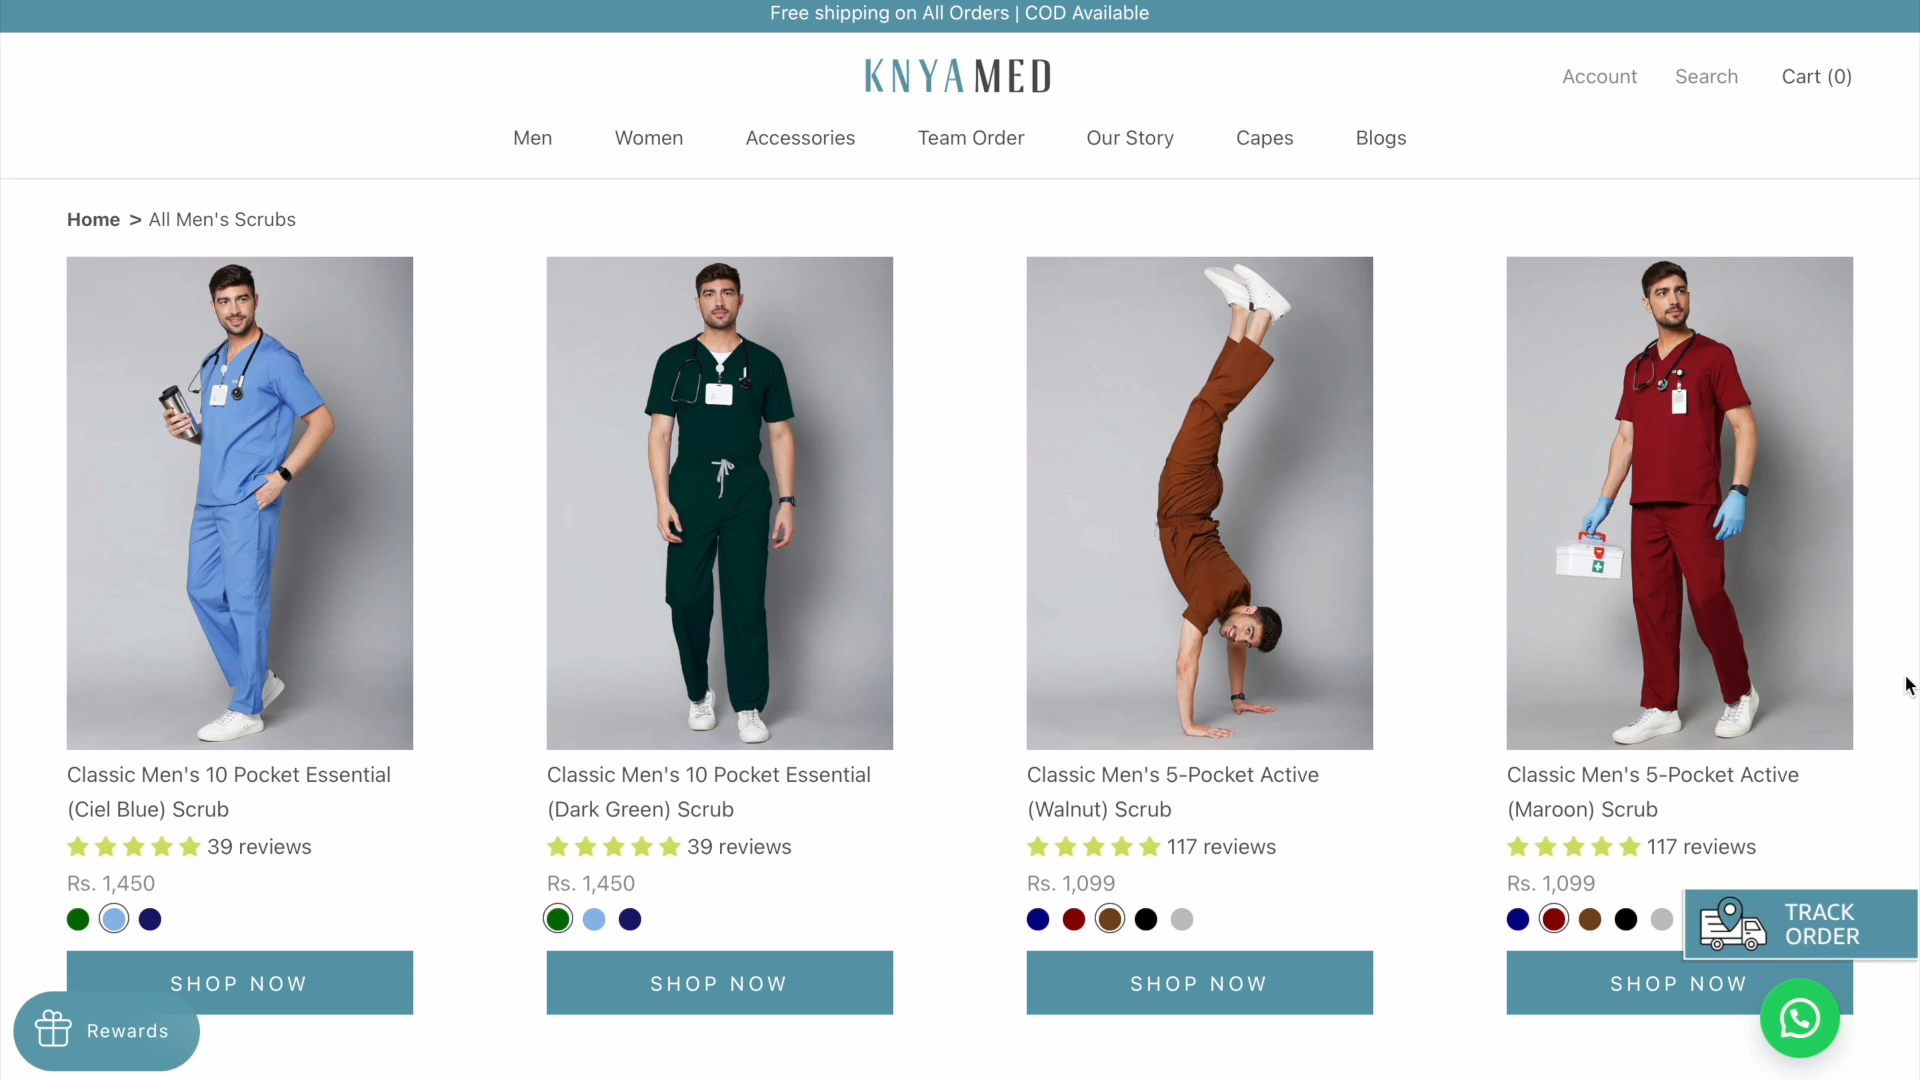 Free shipping on All Orders | COD Available
KNYAMED
Account
Search
Cart (0)
Men
Women
Accessories
Team Order
Our Story
Capes
Blogs
Home > All Men's Scrubs
Classic Men's 10 Pocket Essential
(Ciel Blue) Scrub
39 reviews
Rs. 1,450
SHOP NOW
Classic Men's 10 Pocket Essential
(Dark Green) Scrub
39 reviews
Rs. 1,450
SHOP NOW
Classic Men's 5-Pocket Active
(Walnut) Scrub
117 reviews
Rs. 1,099
SHOP NOW
Classic Men's 5-Pocket Active
(Maroon) Scrub
117 reviews
Rs. 1,099
SHOP NOW
TRACK
ORDER
Rewards